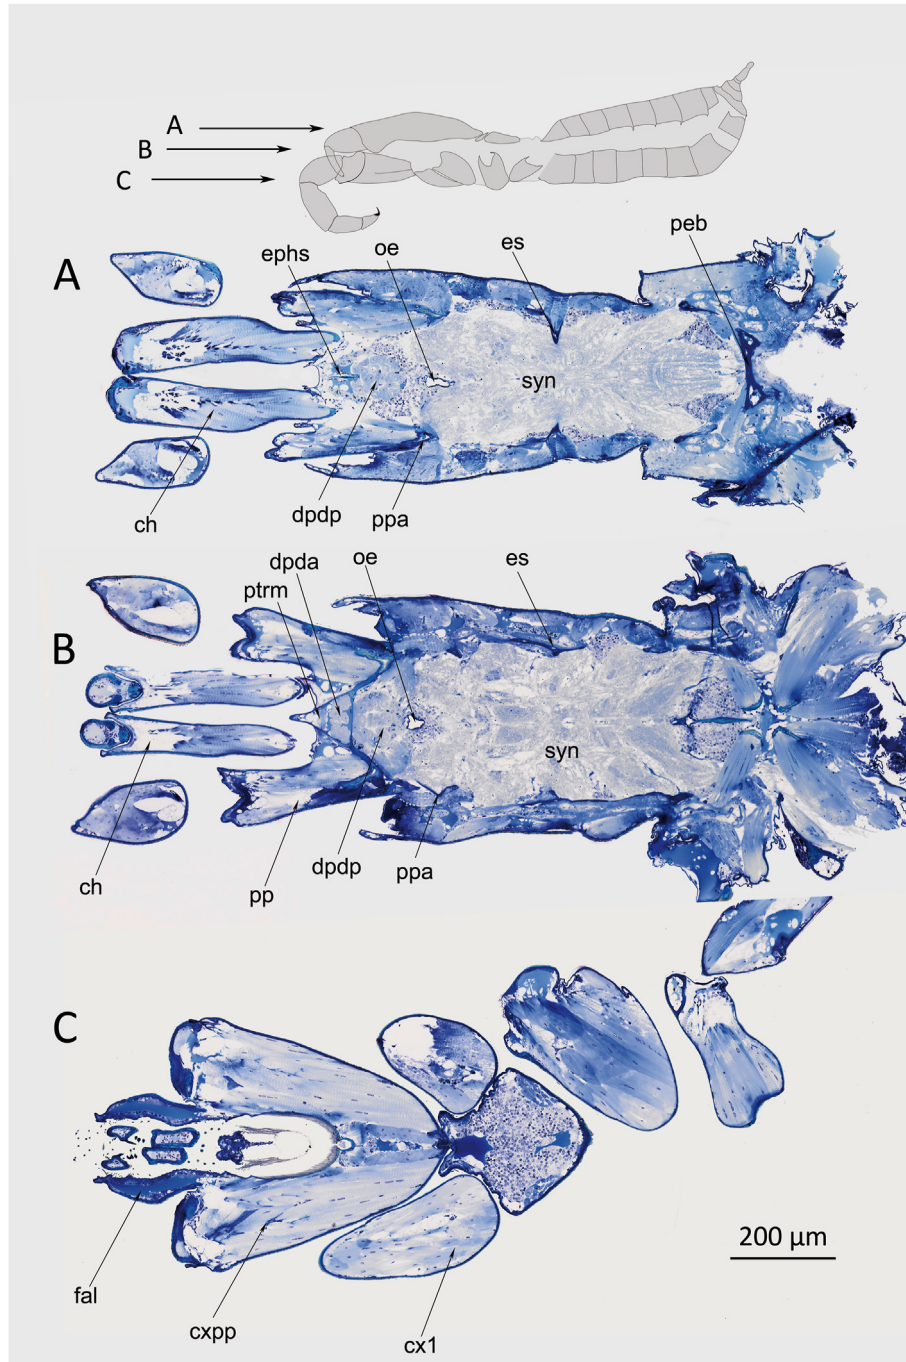 A
B
C
A
ephs
oe
es
peb
syn
ch
dpdp
ppa
B
ptrm
dpda
oe
es
syn
ch
pp
dpdp
ppa
C
fal
cxpp
cx1
200 µm